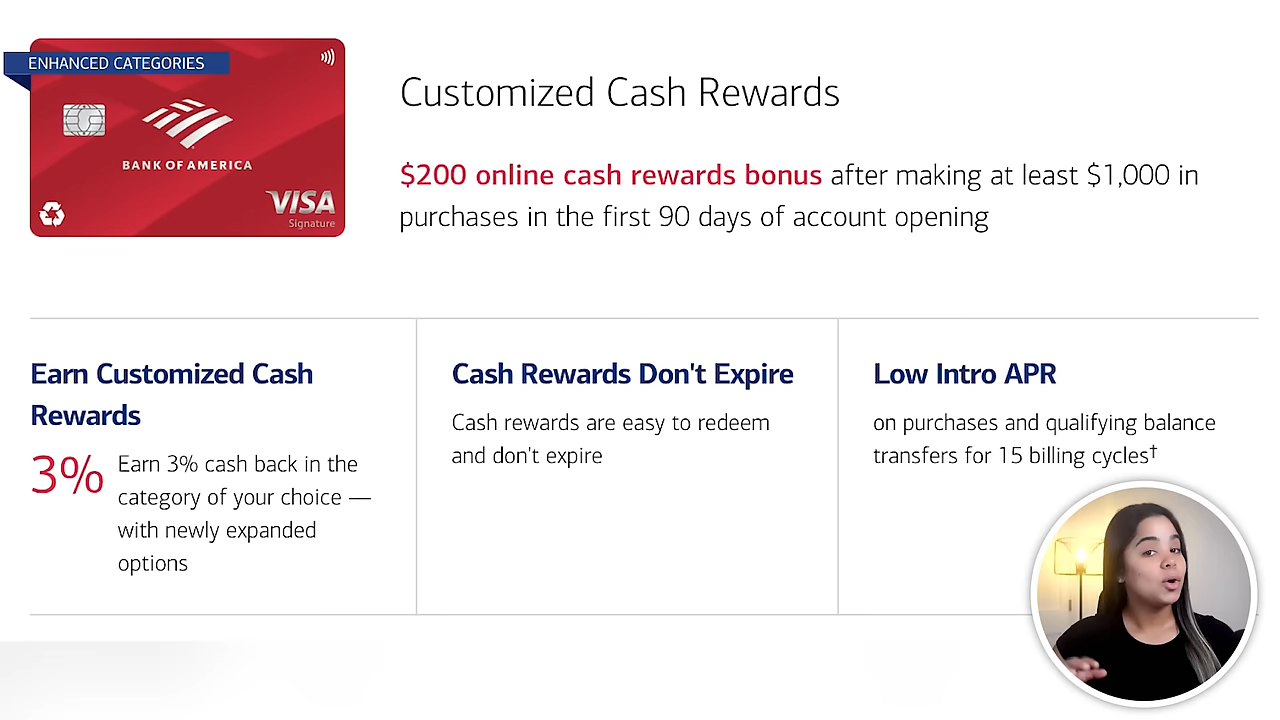 ENHANCED CATEGORIES
BANK OF AMERICA
VISA
Signature
Customized Cash Rewards
$200 online cash rewards bonus after making at least $1,000 in
purchases in the first 90 days of account opening
Earn Customized Cash
Rewards
3%
Earn 3% cash back in the
category of your choice —
with newly expanded
options
Cash Rewards Don't Expire
Cash rewards are easy to redeem
and don't expire
Low Intro APR
on purchases and qualifying balance
transfers for 15 billing cycles†